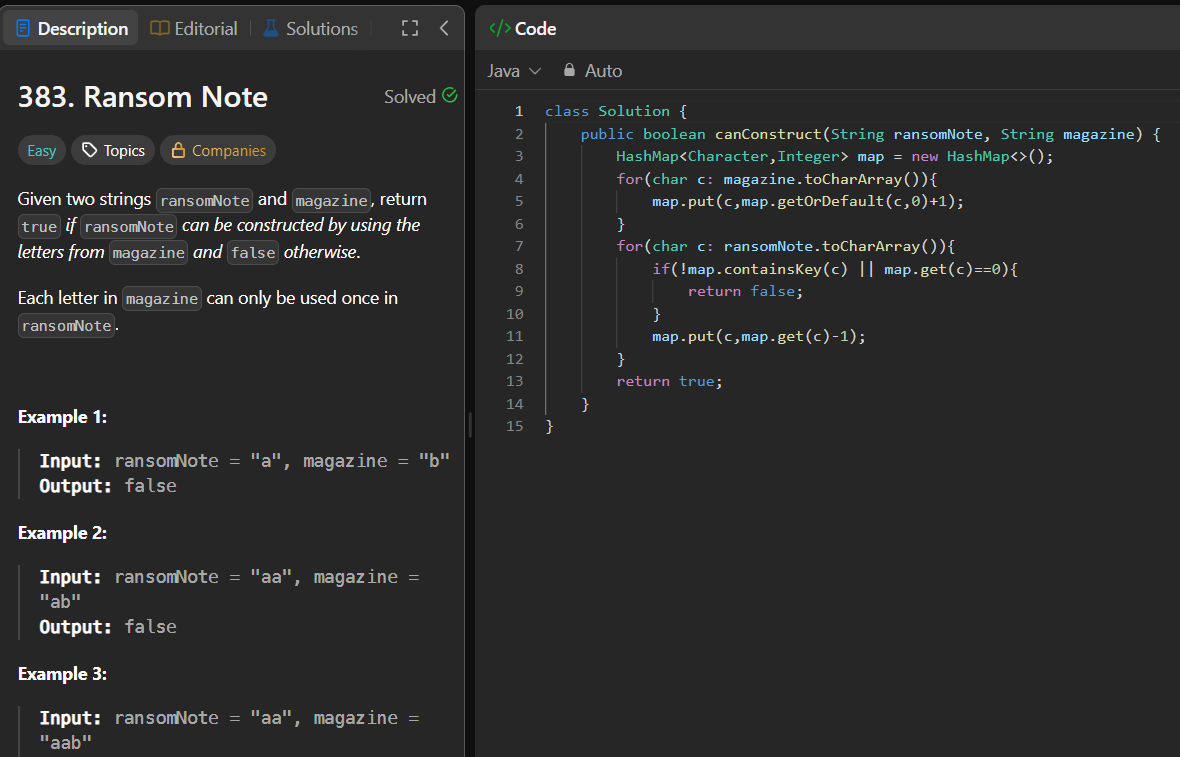 Description Editorial Solutions
383. Ransom Note
Solved
Easy Topics Companies
Given two strings ransomNote and magazine, return
true if ransomNote can be constructed by using the
letters from magazine and false otherwise.
Each letter in magazine can only be used once in
ransomNote.
Example 1:
Input: ransomNote = "a", magazine = "b"
Output: false
Example 2:
Input: ransomNote = "aa", magazine =
"ab"
Output: false
Example 3:
Input: ransomNote = "aa", magazine =
"aab"
</> Code
Java Auto
1 class Solution {
2     public boolean canConstruct(String ransomNote, String magazine) {
3         HashMap<Character,Integer> map = new HashMap<>();
4         for(char c: magazine.toCharArray()){
5             map.put(c,map.getOrDefault(c,0)+1);
6         }
7         for(char c: ransomNote.toCharArray()){
8             if(!map.containsKey(c) || map.get(c)==0){
9                 return false;
10             }
11             map.put(c,map.get(c)-1);
12         }
13         return true;
14     }
15 }